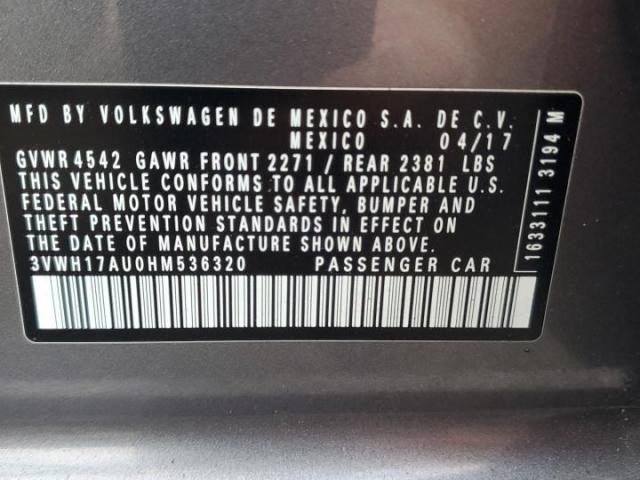 MFD BY VOLKSWAGEN DE MEXICO S.A. DE C.V.
MEXICO 04/17
GVWR 4542 GAWR FRONT 2271 / REAR 2381 LBS
THIS VEHICLE CONFORMS TO ALL APPLICABLE U.S.
FEDERAL MOTOR VEHICLE SAFETY, BUMPER AND
THEFT PREVENTION STANDARDS IN EFFECT ON
THE DATE OF MANUFACTURE SHOWN ABOVE.
3VWH17AU0HM536320 PASSENGER CAR
1633111 3194 M